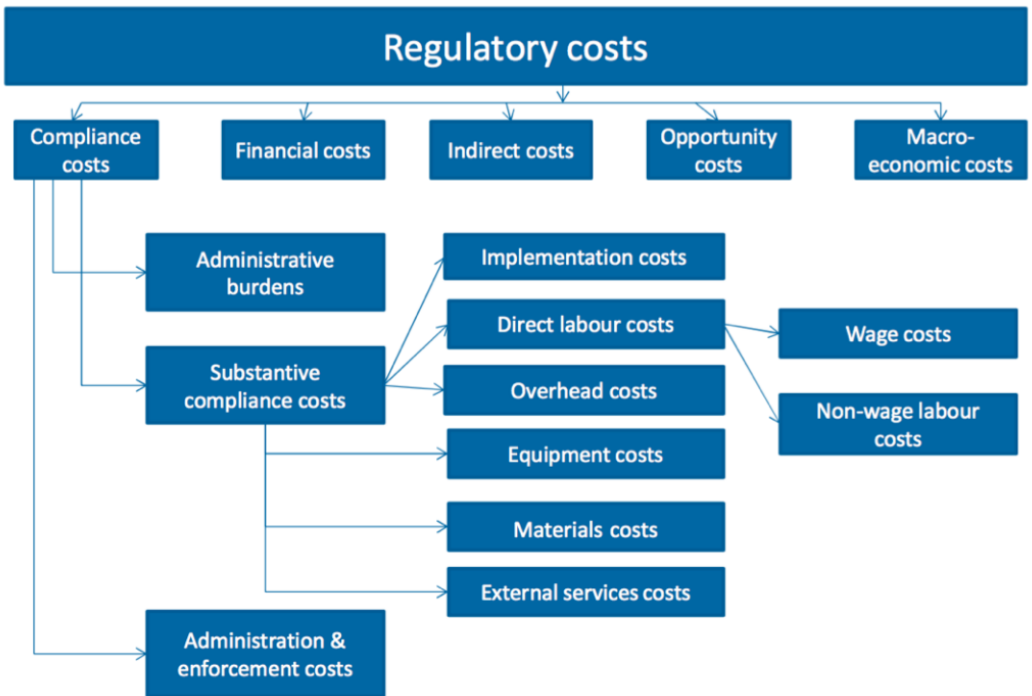 Regulatory costs
Compliance
costs
Financial costs
Indirect costs
Opportunity
costs
Macro-
economic costs
Administrative
burdens
Implementation costs
Direct labour costs
Wage costs
Substantive
compliance costs
Overhead costs
Non-wage labour
costs
Equipment costs
Materials costs
External services costs
Administration &
enforcement costs